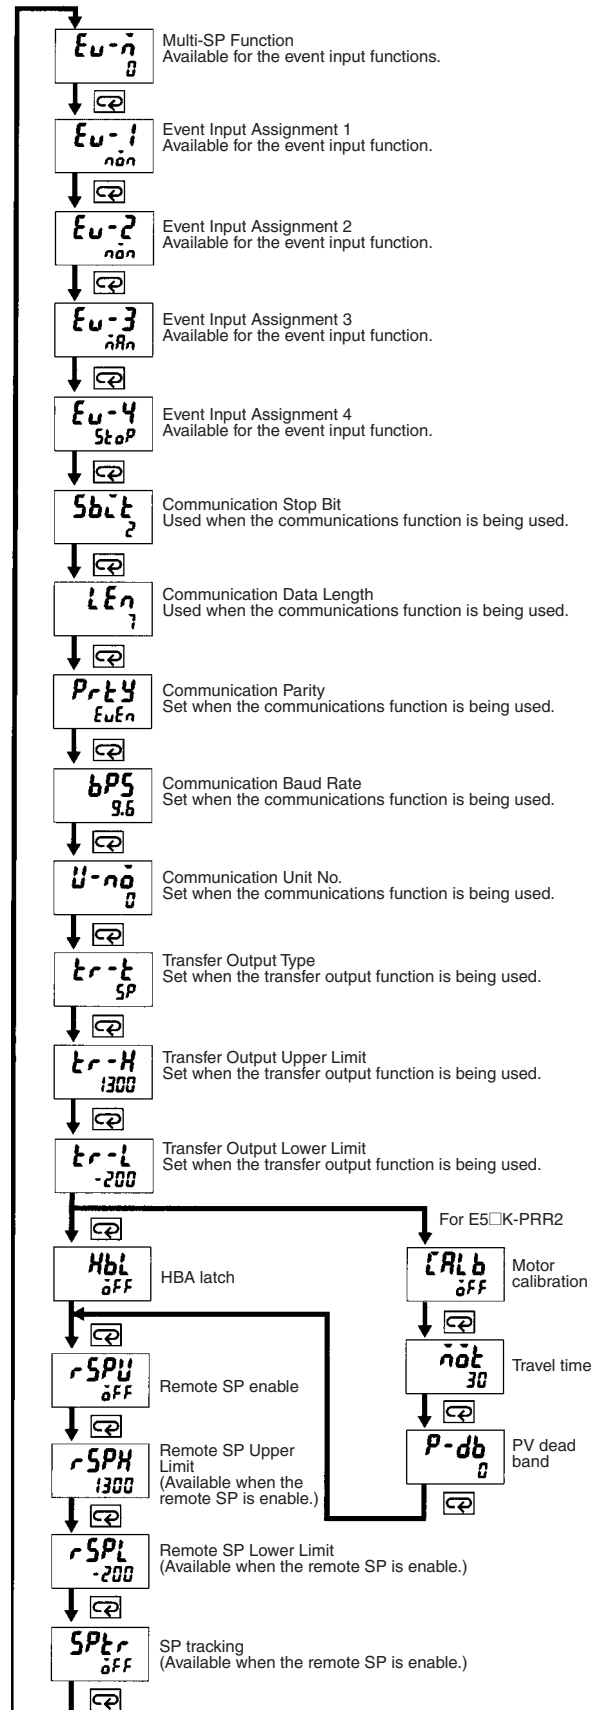 Eu-m
0
Multi-SP Function
Available for the event input functions.
Eu-1
non
Event Input Assignment 1
Available for the event input function.
Eu-2
non
Event Input Assignment 2
Available for the event input function.
Eu-3
mAn
Event Input Assignment 3
Available for the event input function.
Eu-4
StoP
Event Input Assignment 4
Available for the event input function.
Sbit
2
Communication Stop Bit
Used when the communications function is being used.
LEn
7
Communication Data Length
Used when the communications function is being used.
PrtY
EuEn
Communication Parity
Set when the communications function is being used.
bPS
9.6
Communication Baud Rate
Set when the communications function is being used.
U-no
0
Communication Unit No.
Set when the communications function is being used.
tr-t
SP
Transfer Output Type
Set when the transfer output function is being used.
tr-H
1300
Transfer Output Upper Limit
Set when the transfer output function is being used.
tr-L
-200
Transfer Output Lower Limit
Set when the transfer output function is being used.
HbL
oFF
HBA latch
For E5□K-PRR2
CALb
oFF
Motor
calibration
mot
30
Travel time
P-db
0
PV dead
band
rSPU
oFF
Remote SP enable
rSPH
1300
Remote SP Upper
Limit
(Available when the
remote SP is enable.)
rSPL
-200
Remote SP Lower Limit
(Available when the remote SP is enable.)
SPtr
oFF
SP tracking
(Available when the remote SP is enable.)